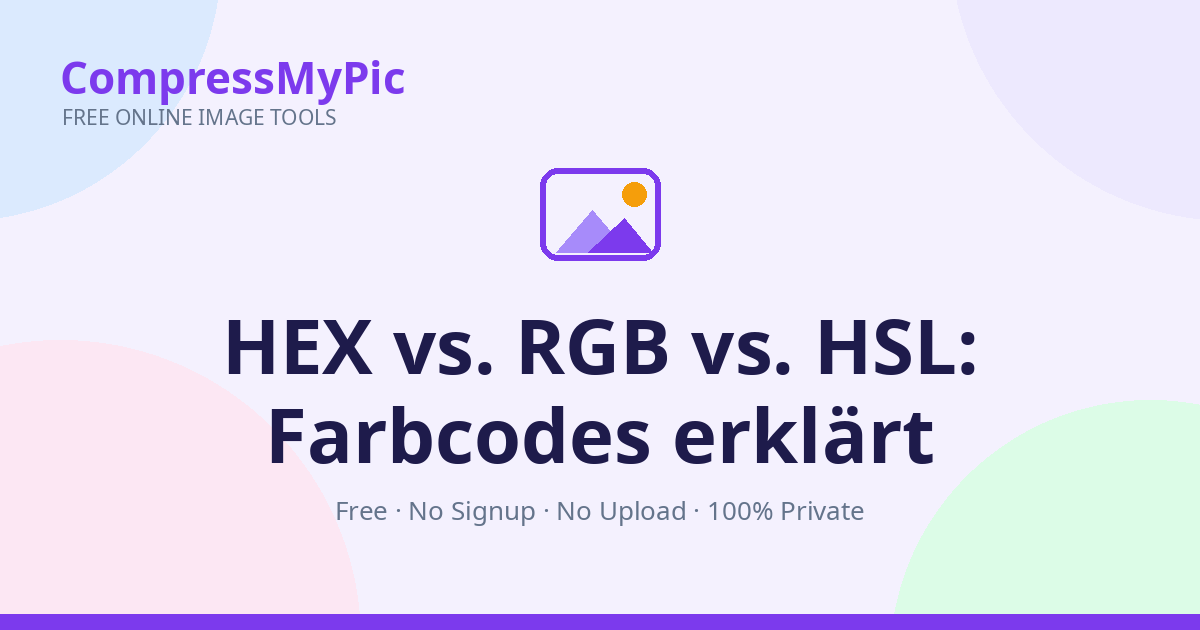 CompressMyPic
FREE ONLINE IMAGE TOOLS
HEX vs. RGB vs. HSL:
Farbcodes erklärt
Free · No Signup · No Upload · 100% Private